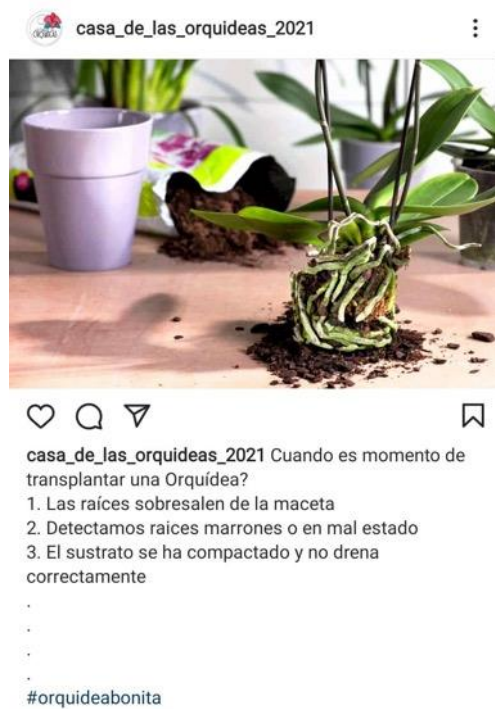 casa_de_las_orquideas_2021
casa_de_las_orquideas_2021 Cuando es momento de
transplantar una Orquídea?
1. Las raíces sobresalen de la maceta
2. Detectamos raices marrones o en mal estado
3. El sustrato se ha compactado y no drena
correctamente
.
.
.
.
#orquideabonita